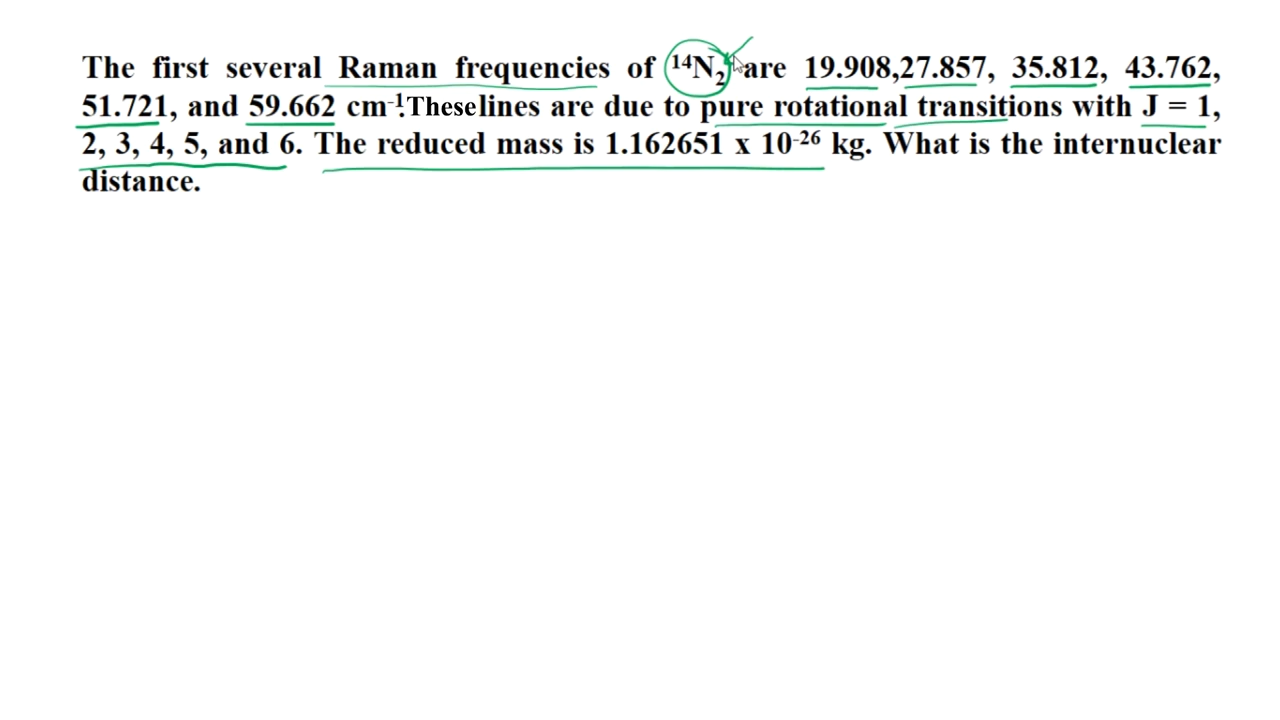 The first several Raman frequencies of ¹⁴N₂ are 19.908,27.857, 35.812, 43.762,
51.721, and 59.662 cm⁻¹.These lines are due to pure rotational transitions with J = 1,
2, 3, 4, 5, and 6. The reduced mass is 1.162651 x 10⁻²⁶ kg. What is the internuclear
distance.